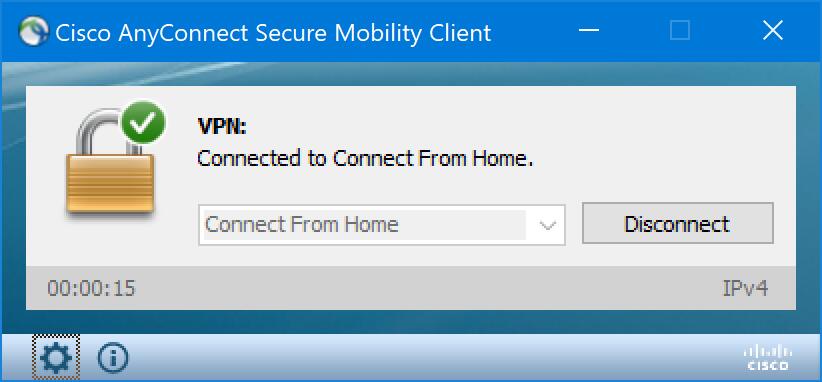 Cisco AnyConnect Secure Mobility Client
VPN:
Connected to Connect From Home.
Connect From Home
Disconnect
00:00:15
IPv4
CISCO